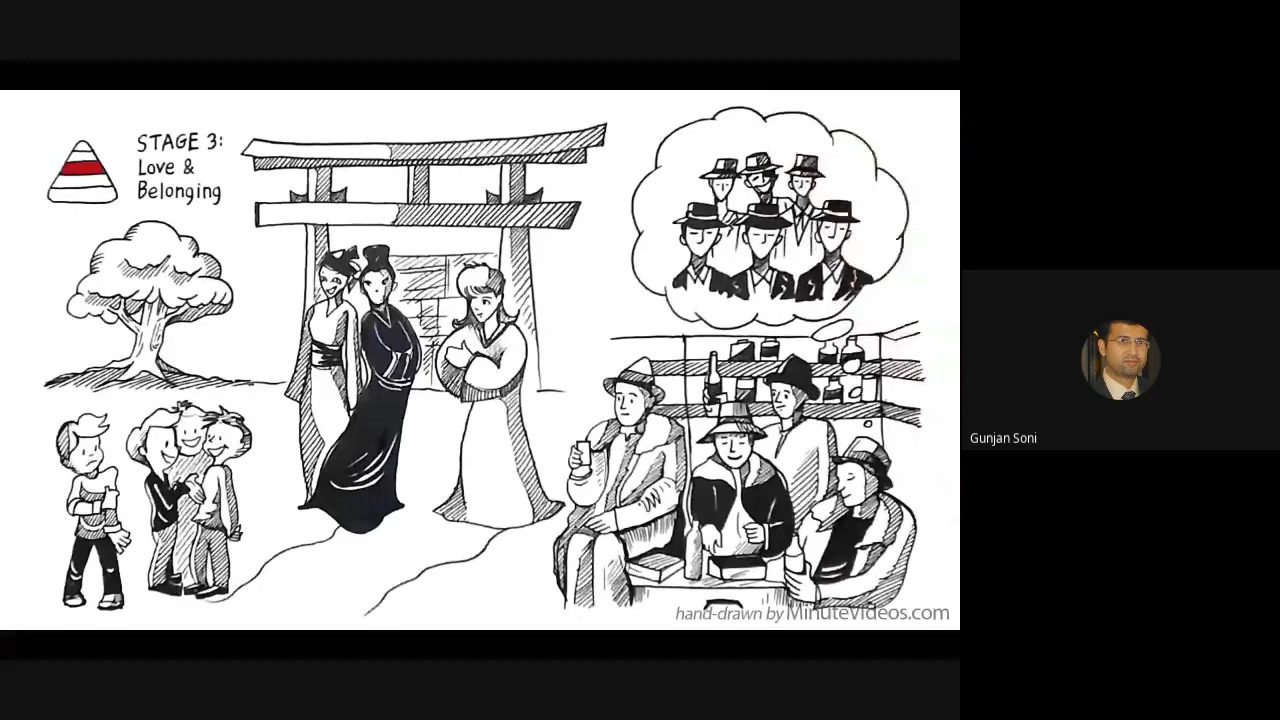 STAGE 3:
Love &
Belonging
hand-drawn by MinuteVideos.com
Gunjan Soni